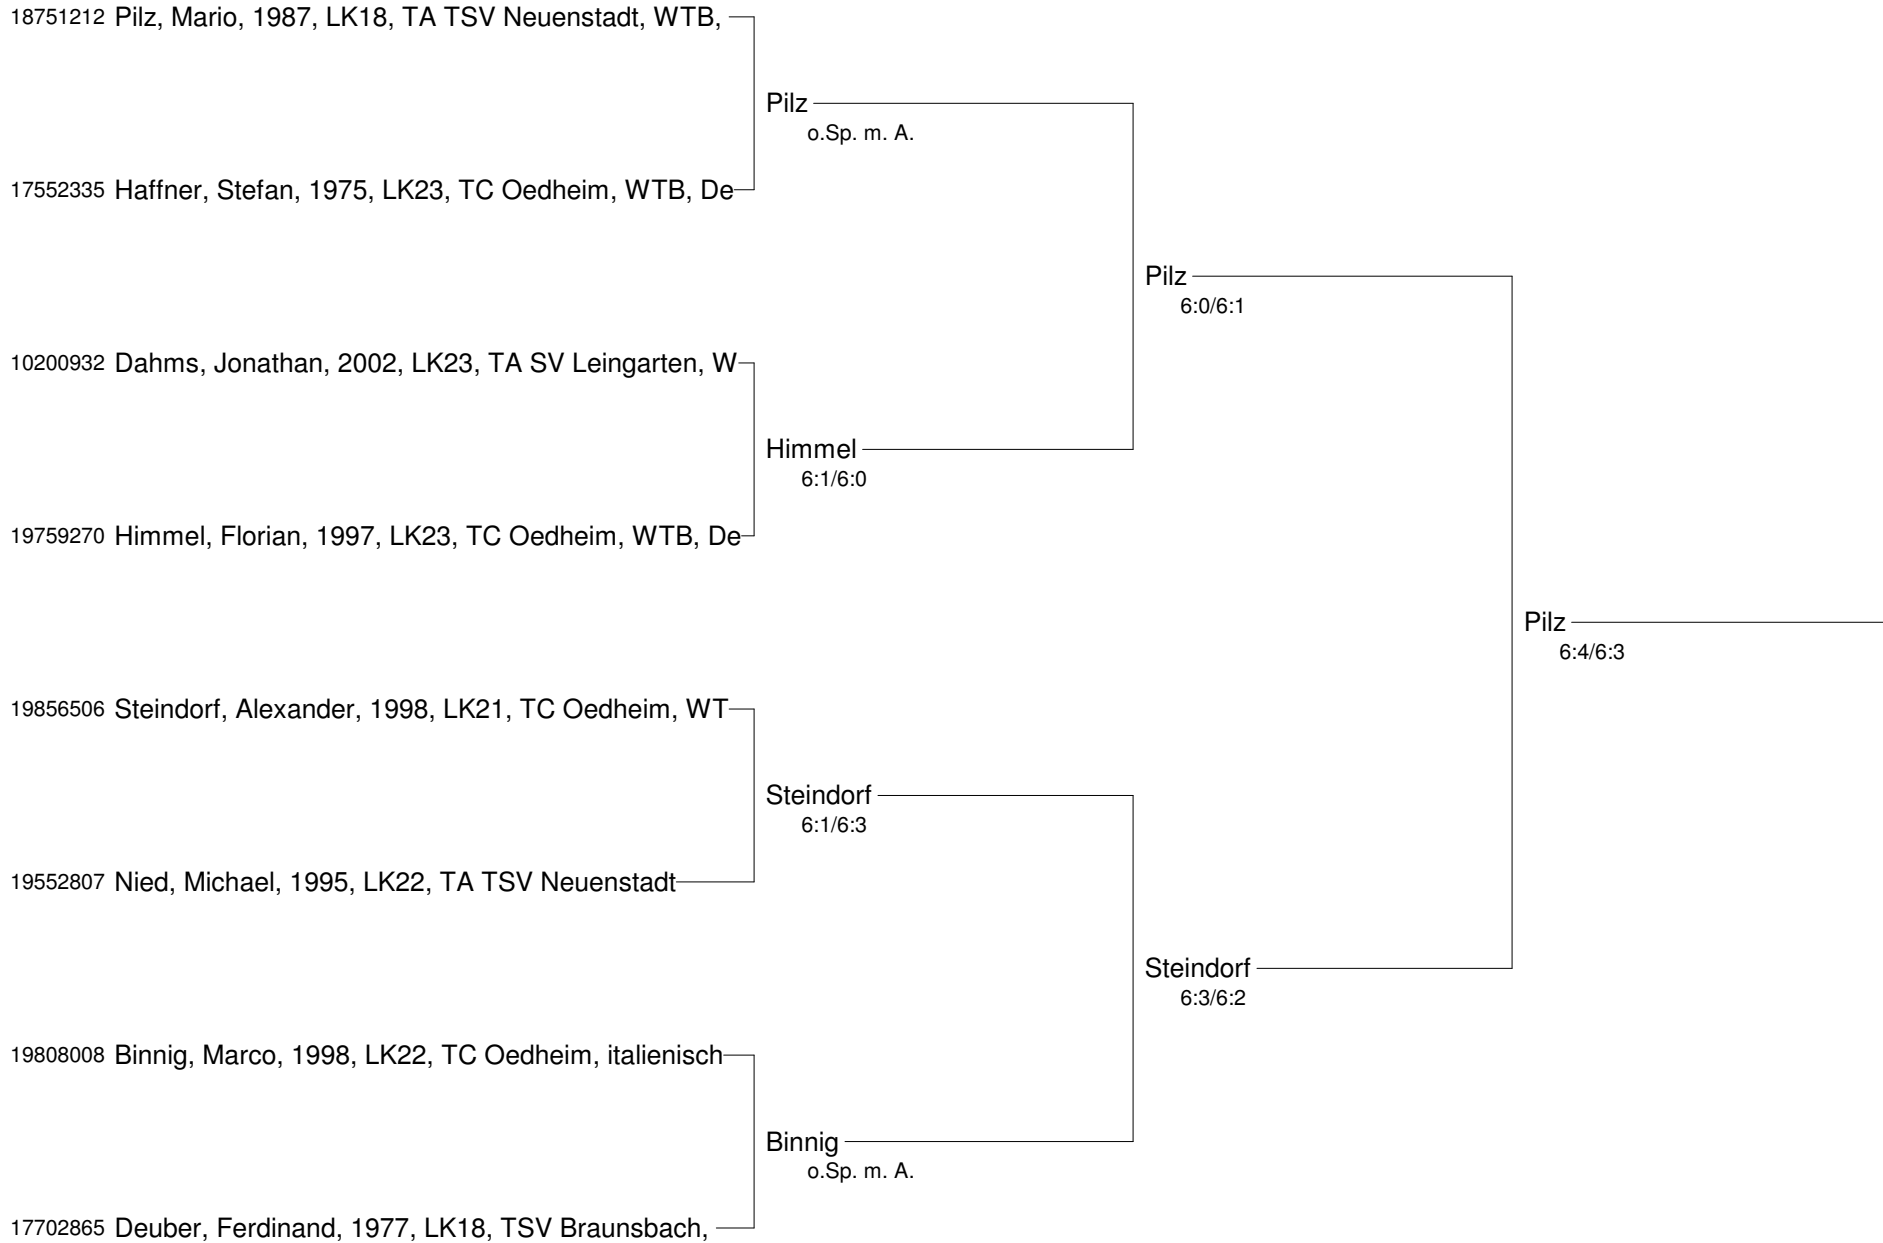 18751212 Pilz, Mario, 1987, LK18, TA TSV Neuenstadt, WTB,
Pilz
o.Sp. m. A.
17552335 Haffner, Stefan, 1975, LK23, TC Oedheim, WTB, De
Pilz
6:0/6:1
10200932 Dahms, Jonathan, 2002, LK23, TA SV Leingarten, W
Himmel
6:1/6:0
19759270 Himmel, Florian, 1997, LK23, TC Oedheim, WTB, De
Pilz
6:4/6:3
19856506 Steindorf, Alexander, 1998, LK21, TC Oedheim, WT
Steindorf
6:1/6:3
19552807 Nied, Michael, 1995, LK22, TA TSV Neuenstadt
Steindorf
6:3/6:2
19808008 Binnig, Marco, 1998, LK22, TC Oedheim, italienisch
Binnig
o.Sp. m. A.
17702865 Deuber, Ferdinand, 1977, LK18, TSV Braunsbach,